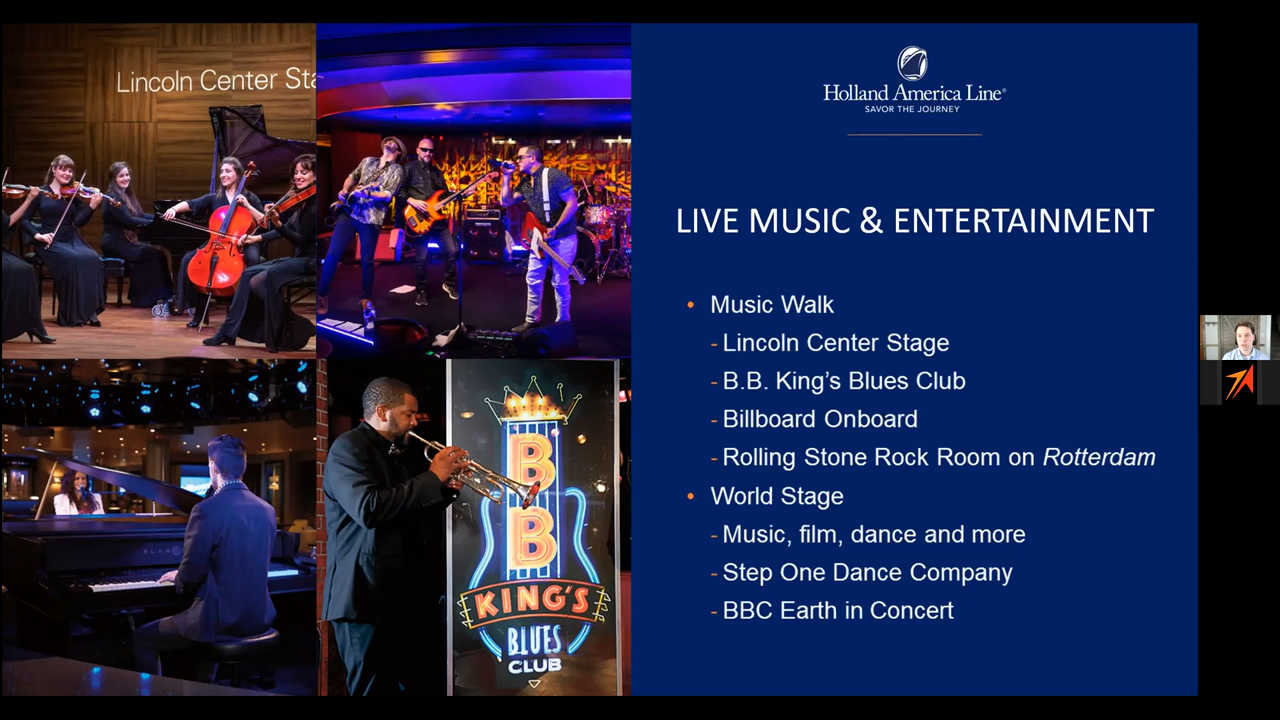 Lincoln Center Sta
Holland America Line®
SAVOR THE JOURNEY
LIVE MUSIC & ENTERTAINMENT
• Music Walk
- Lincoln Center Stage
- B.B. King’s Blues Club
- Billboard Onboard
- Rolling Stone Rock Room on Rotterdam
• World Stage
- Music, film, dance and more
- Step One Dance Company
- BBC Earth in Concert
B
B
KING'S
BLUES
CLUB